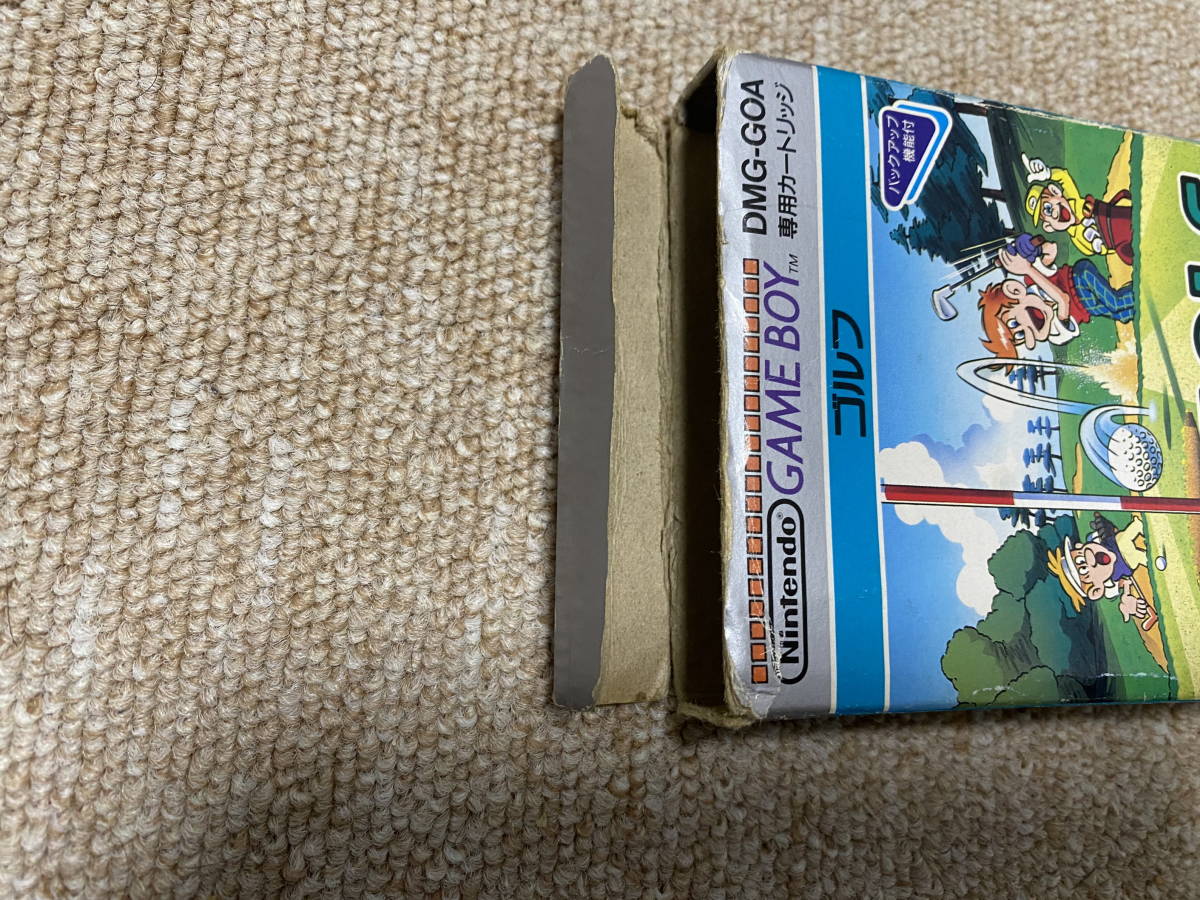 Nintendo® GAME BOY™
DMG-GOA
専用カートリッジ
ゴルフ
バックアップ
機能付